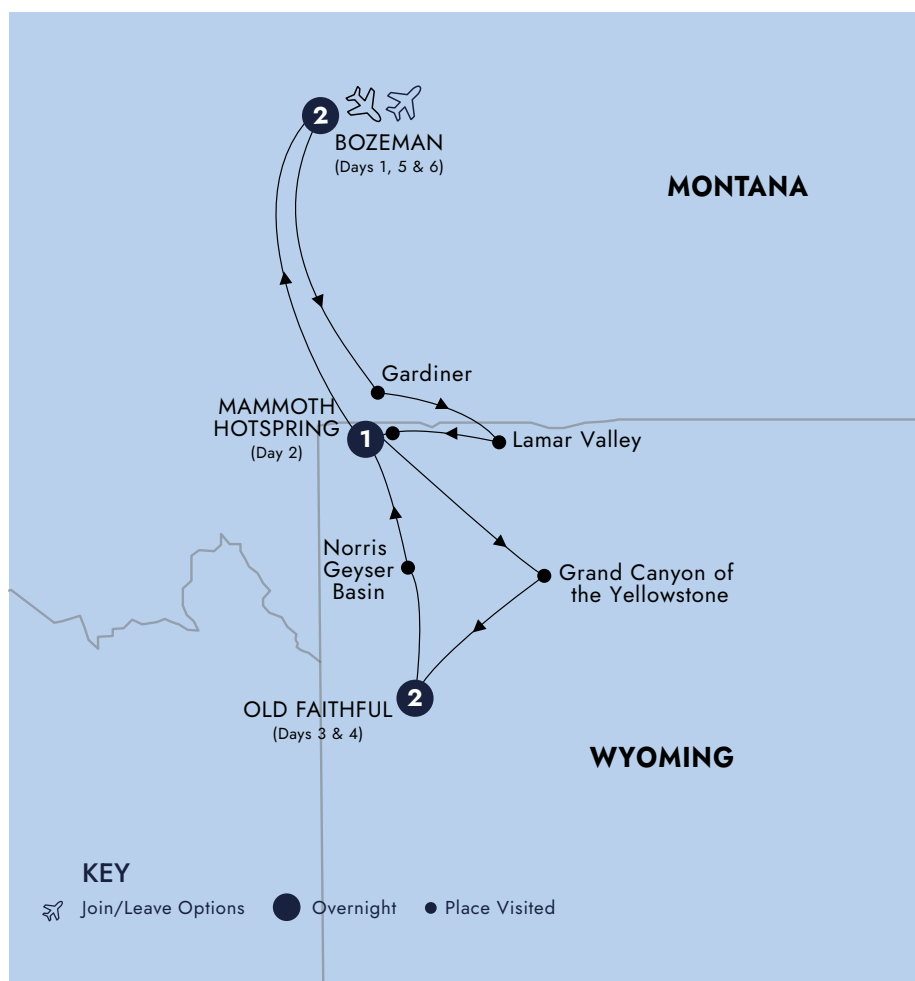 2
BOZEMAN
(Days 1, 5 & 6)
MONTANA
Gardiner
MAMMOTH
HOTSPRING
(Day 2)
1
Lamar Valley
Norris
Geyser
Basin
Grand Canyon of
the Yellowstone
2
OLD FAITHFUL
(Days 3 & 4)
WYOMING
KEY
Join/Leave Options
Overnight
Place Visited